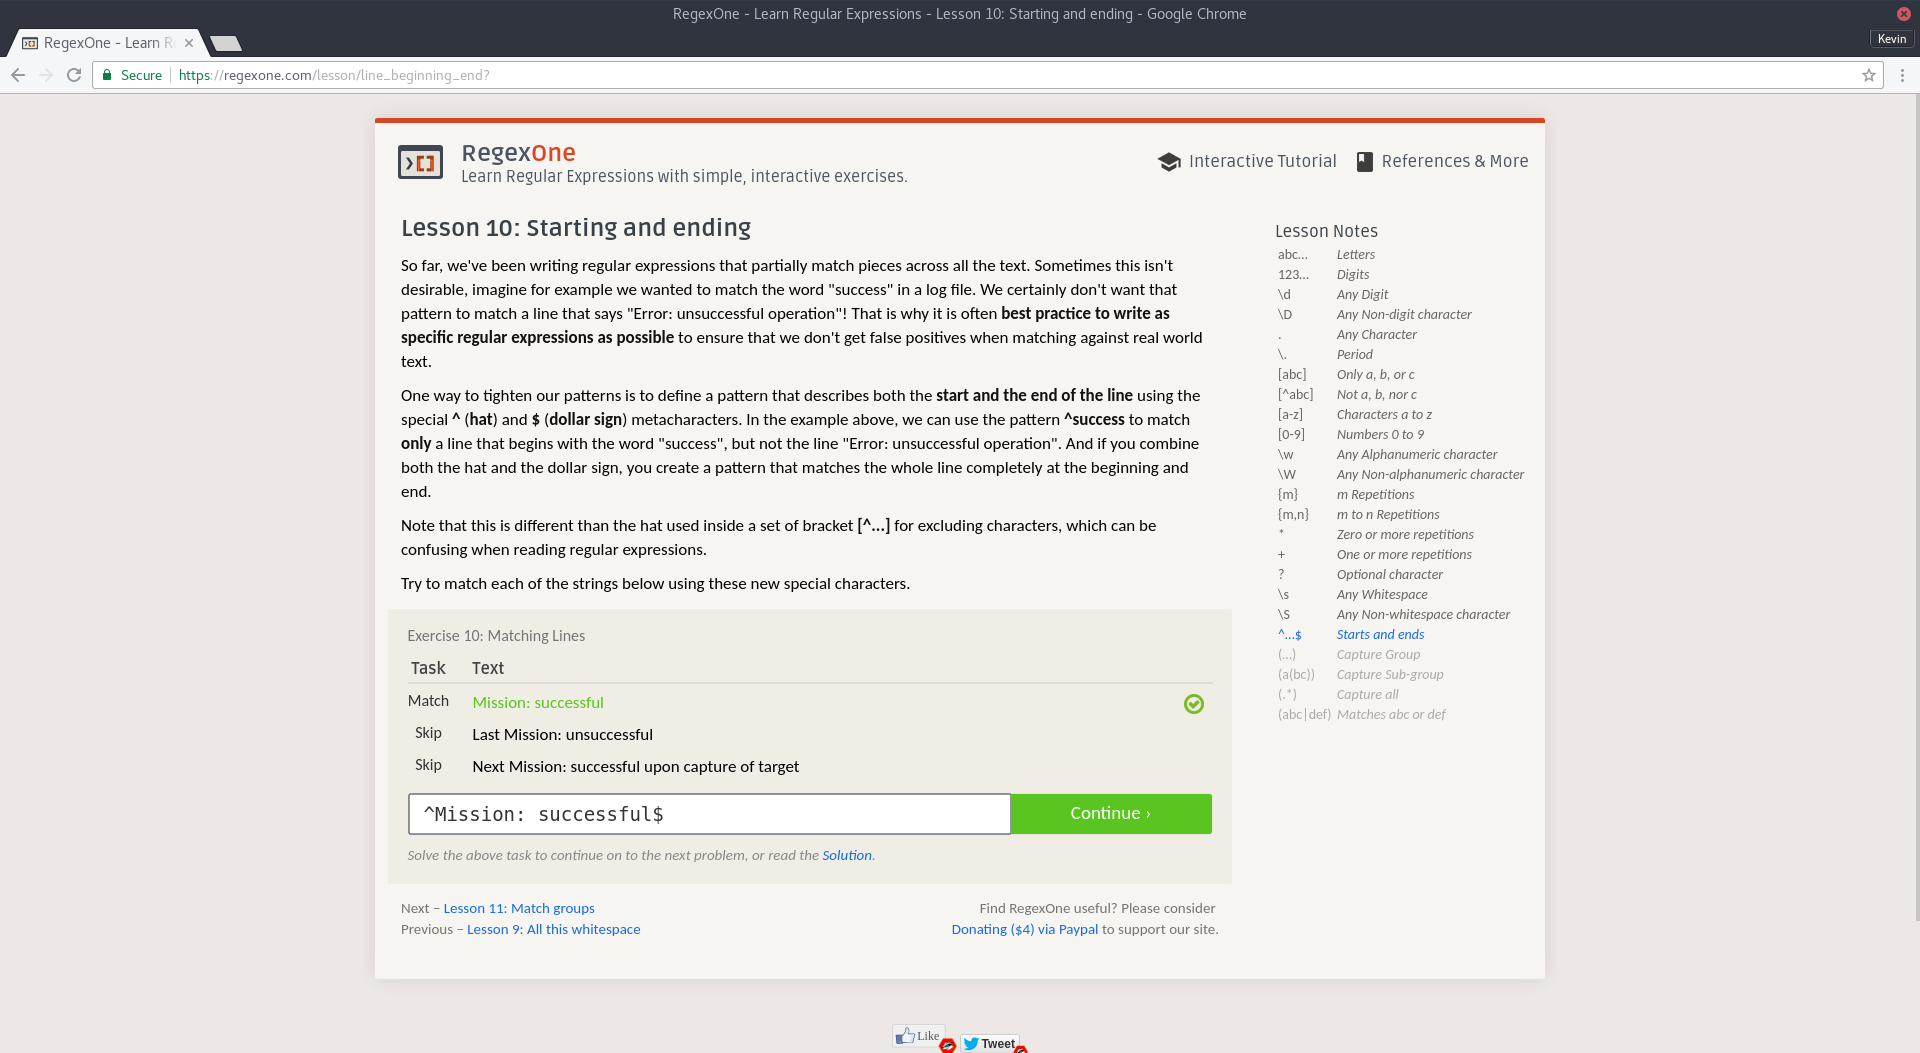 RegexOne - Learn Regular Expressions - Lesson 10: Starting and ending - Google Chrome
RegexOne - Learn R
Kevin
Secure https://regexone.com/lesson/line_beginning_end?
RegexOne
Learn Regular Expressions with simple, interactive exercises.
Interactive Tutorial
References & More
Lesson 10: Starting and ending
So far, we've been writing regular expressions that partially match pieces across all the text. Sometimes this isn't
desirable, imagine for example we wanted to match the word "success" in a log file. We certainly don't want that
pattern to match a line that says "Error: unsuccessful operation"! That is why it is often best practice to write as
specific regular expressions as possible to ensure that we don't get false positives when matching against real world
text.
One way to tighten our patterns is to define a pattern that describes both the start and the end of the line using the
special ^ (hat) and $ (dollar sign) metacharacters. In the example above, we can use the pattern ^success to match
only a line that begins with the word "success", but not the line "Error: unsuccessful operation". And if you combine
both the hat and the dollar sign, you create a pattern that matches the whole line completely at the beginning and
end.
Note that this is different than the hat used inside a set of bracket [^...] for excluding characters, which can be
confusing when reading regular expressions.
Try to match each of the strings below using these new special characters.
Exercise 10: Matching Lines
Task Text
Match Mission: successful
Skip Last Mission: unsuccessful
Skip Next Mission: successful upon capture of target
^Mission: successful$
Continue ›
Solve the above task to continue on to the next problem, or read the Solution.
Next – Lesson 11: Match groups
Previous – Lesson 9: All this whitespace
Find RegexOne useful? Please consider
Donating ($4) via Paypal to support our site.
Lesson Notes
abc... Letters
123... Digits
\d Any Digit
\D Any Non-digit character
. Any Character
\. Period
[abc] Only a, b, or c
[^abc] Not a, b, nor c
[a-z] Characters a to z
[0-9] Numbers 0 to 9
\w Any Alphanumeric character
\W Any Non-alphanumeric character
{m} m Repetitions
{m,n} m to n Repetitions
* Zero or more repetitions
+ One or more repetitions
? Optional character
\s Any Whitespace
\S Any Non-whitespace character
^...$ Starts and ends
(...) Capture Group
(a(bc)) Capture Sub-group
(.*) Capture all
(abc|def) Matches abc or def
Like
Tweet